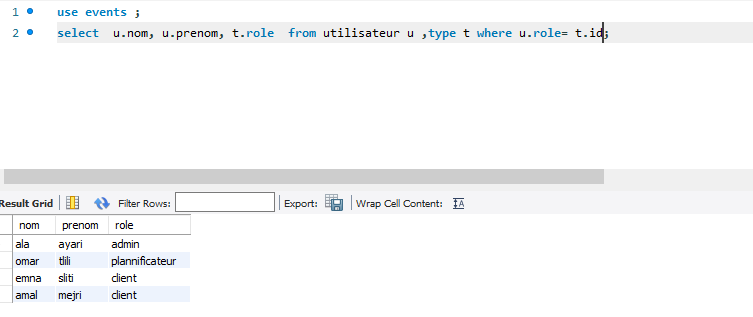 1 use events ;
2 select u.nom, u.prenom, t.role from utilisateur u ,type t where u.role= t.id;
Result Grid Filter Rows: Export: Wrap Cell Content: IA
nom prenom role
ala ayari admin
omar tlili plannificateur
emna sliti client
amal mejri client